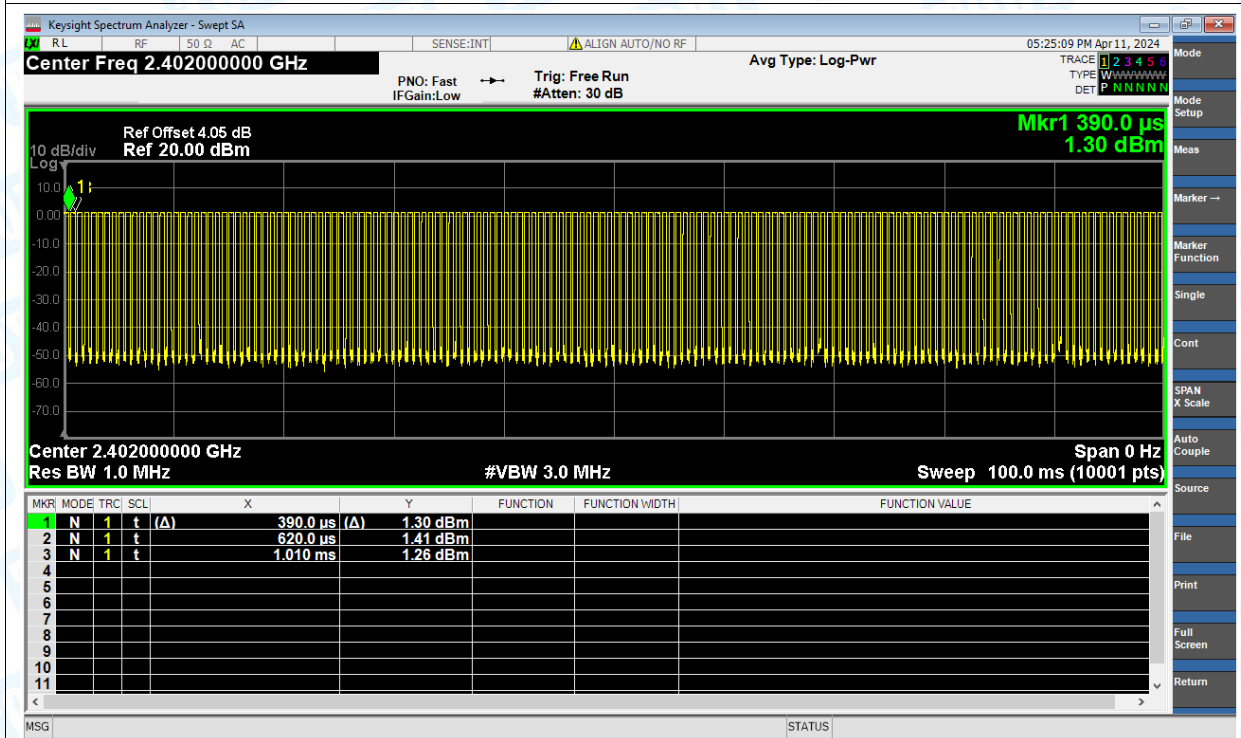 Keysight Spectrum Analyzer - Swept SA
LXI RL RF 50 Ω AC SENSE:INT ALIGN AUTO/NO RF 05:25:09 PM Apr 11, 2024
Center Freq 2.402000000 GHz
PNO: Fast
IFGain:Low
Trig: Free Run
#Atten: 30 dB
Avg Type: Log-Pwr
TRACE 1 2 3 4 5 6
TYPE WWWWWW
DET P N N N N N
Mkr1 390.0 µs
1.30 dBm
Ref Offset 4.05 dB
10 dB/div Ref 20.00 dBm
Log
10.0
0.00
-10.0
-20.0
-30.0
-40.0
-50.0
-60.0
-70.0
1
Center 2.402000000 GHz Span 0 Hz
Res BW 1.0 MHz #VBW 3.0 MHz Sweep 100.0 ms (10001 pts)
MKR MODE TRC SCL X Y FUNCTION FUNCTION WIDTH FUNCTION VALUE
1 N 1 t (Δ) 390.0 µs (Δ) 1.30 dBm
2 N 1 t 620.0 µs 1.41 dBm
3 N 1 t 1.010 ms 1.26 dBm
4
5
6
7
8
9
10
11
MSG STATUS
Mode
Mode
Setup
Meas
Marker →
Marker
Function
Single
Cont
SPAN
X Scale
Auto
Couple
Source
File
Print
Full
Screen
Return